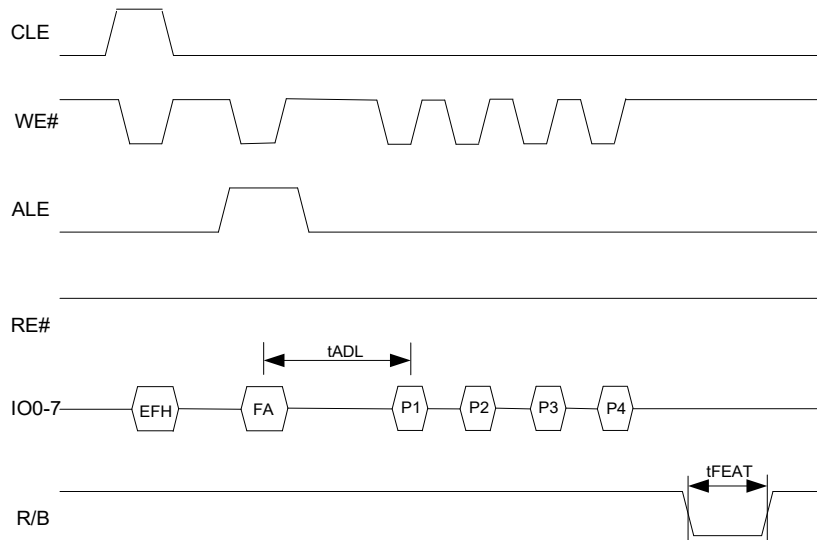 CLE
WE#
ALE
RE#
tADL
IO0-7 EFH FA P1 P2 P3 P4
tFEAT
R/B